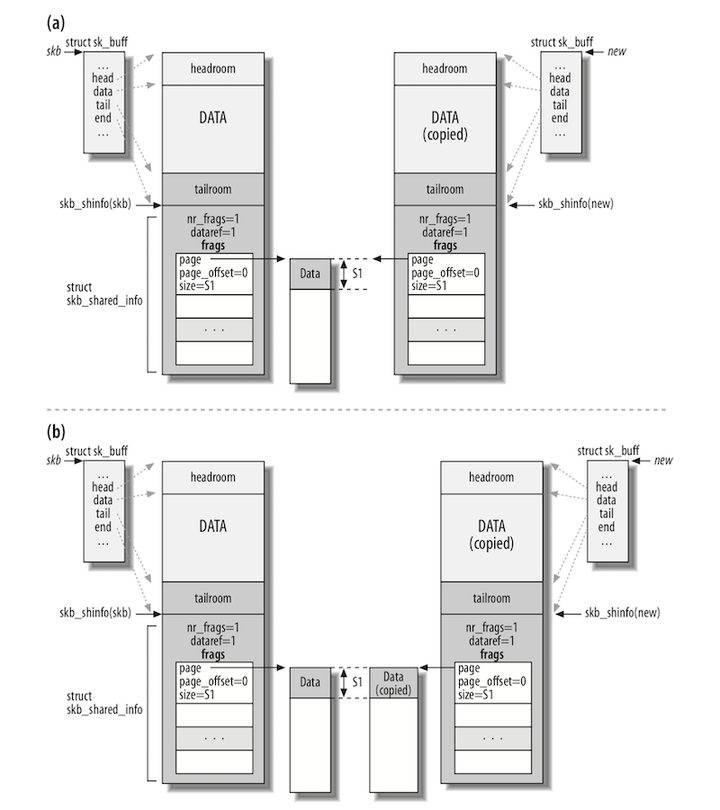 (a)
struct sk_buff
skb
...
head
data
tail
end
...
headroom
DATA
tailroom
skb_shinfo(skb)
nr_frags=1
dataref=1
frags
page
page_offset=0
size=S1
. . .
struct
skb_shared_info
Data
S1
headroom
DATA
(copied)
tailroom
nr_frags=1
dataref=1
frags
page
page_offset=0
size=S1
. . .
struct sk_buff
new
...
head
data
tail
end
...
skb_shinfo(new)
(b)
struct sk_buff
skb
...
head
data
tail
end
...
headroom
DATA
tailroom
skb_shinfo(skb)
nr_frags=1
dataref=1
frags
page
page_offset=0
size=S1
. . .
struct
skb_shared_info
Data
S1
Data
(copied)
headroom
DATA
(copied)
tailroom
nr_frags=1
dataref=1
frags
page
page_offset=0
size=S1
. . .
struct sk_buff
new
...
head
data
tail
end
...
skb_shinfo(new)